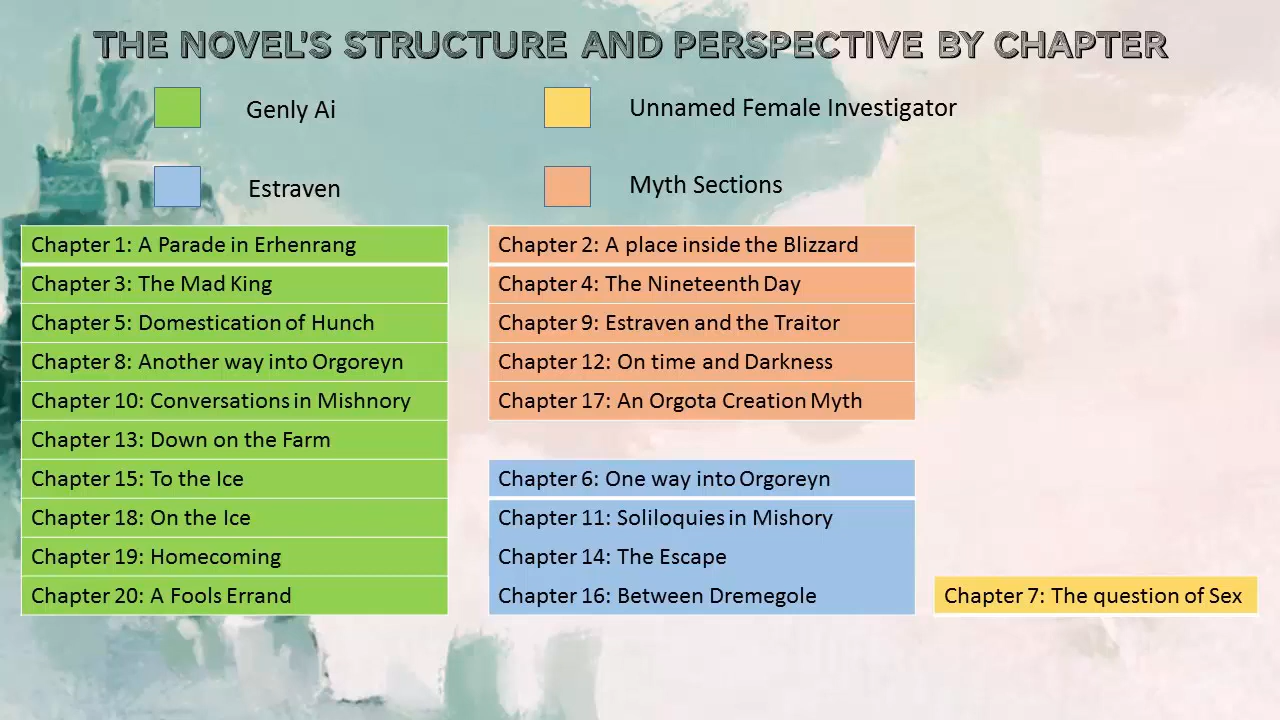 THE NOVEL'S STRUCTURE AND PERSPECTIVE BY CHAPTER
Genly Ai
Unnamed Female Investigator
Estraven
Myth Sections
Chapter 1: A Parade in Erhenrang
Chapter 3: The Mad King
Chapter 5: Domestication of Hunch
Chapter 8: Another way into Orgoreyn
Chapter 10: Conversations in Mishnory
Chapter 13: Down on the Farm
Chapter 15: To the Ice
Chapter 18: On the Ice
Chapter 19: Homecoming
Chapter 20: A Fools Errand
Chapter 2: A place inside the Blizzard
Chapter 4: The Nineteenth Day
Chapter 9: Estraven and the Traitor
Chapter 12: On time and Darkness
Chapter 17: An Orgota Creation Myth
Chapter 6: One way into Orgoreyn
Chapter 11: Soliloquies in Mishory
Chapter 14: The Escape
Chapter 16: Between Dremegole
Chapter 7: The question of Sex